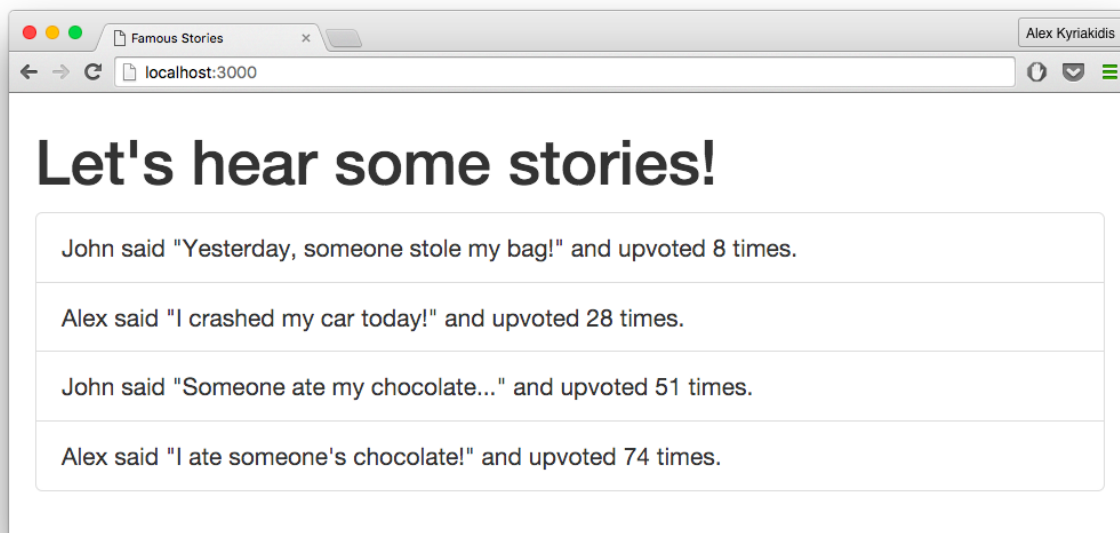 Famous Stories
Alex Kyriakidis
localhost:3000
Let's hear some stories!
John said "Yesterday, someone stole my bag!" and upvoted 8 times.
Alex said "I crashed my car today!" and upvoted 28 times.
John said "Someone ate my chocolate..." and upvoted 51 times.
Alex said "I ate someone's chocolate!" and upvoted 74 times.